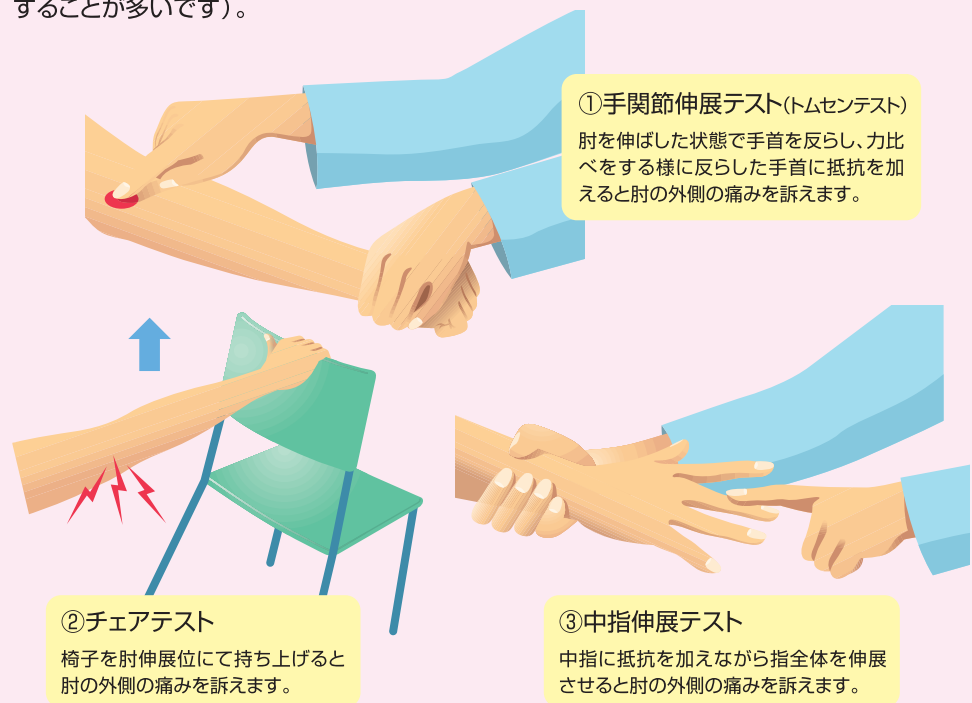 することが多いです）。
①手関節伸展テスト(トムセンテスト)
肘を伸ばした状態で手首を反らし、力比
べをする様に反らした手首に抵抗を加
えると肘の外側の痛みを訴えます。
②チェアテスト
椅子を肘伸展位にて持ち上げると
肘の外側の痛みを訴えます。
③中指伸展テスト
中指に抵抗を加えながら指全体を伸展
させると肘の外側の痛みを訴えます。